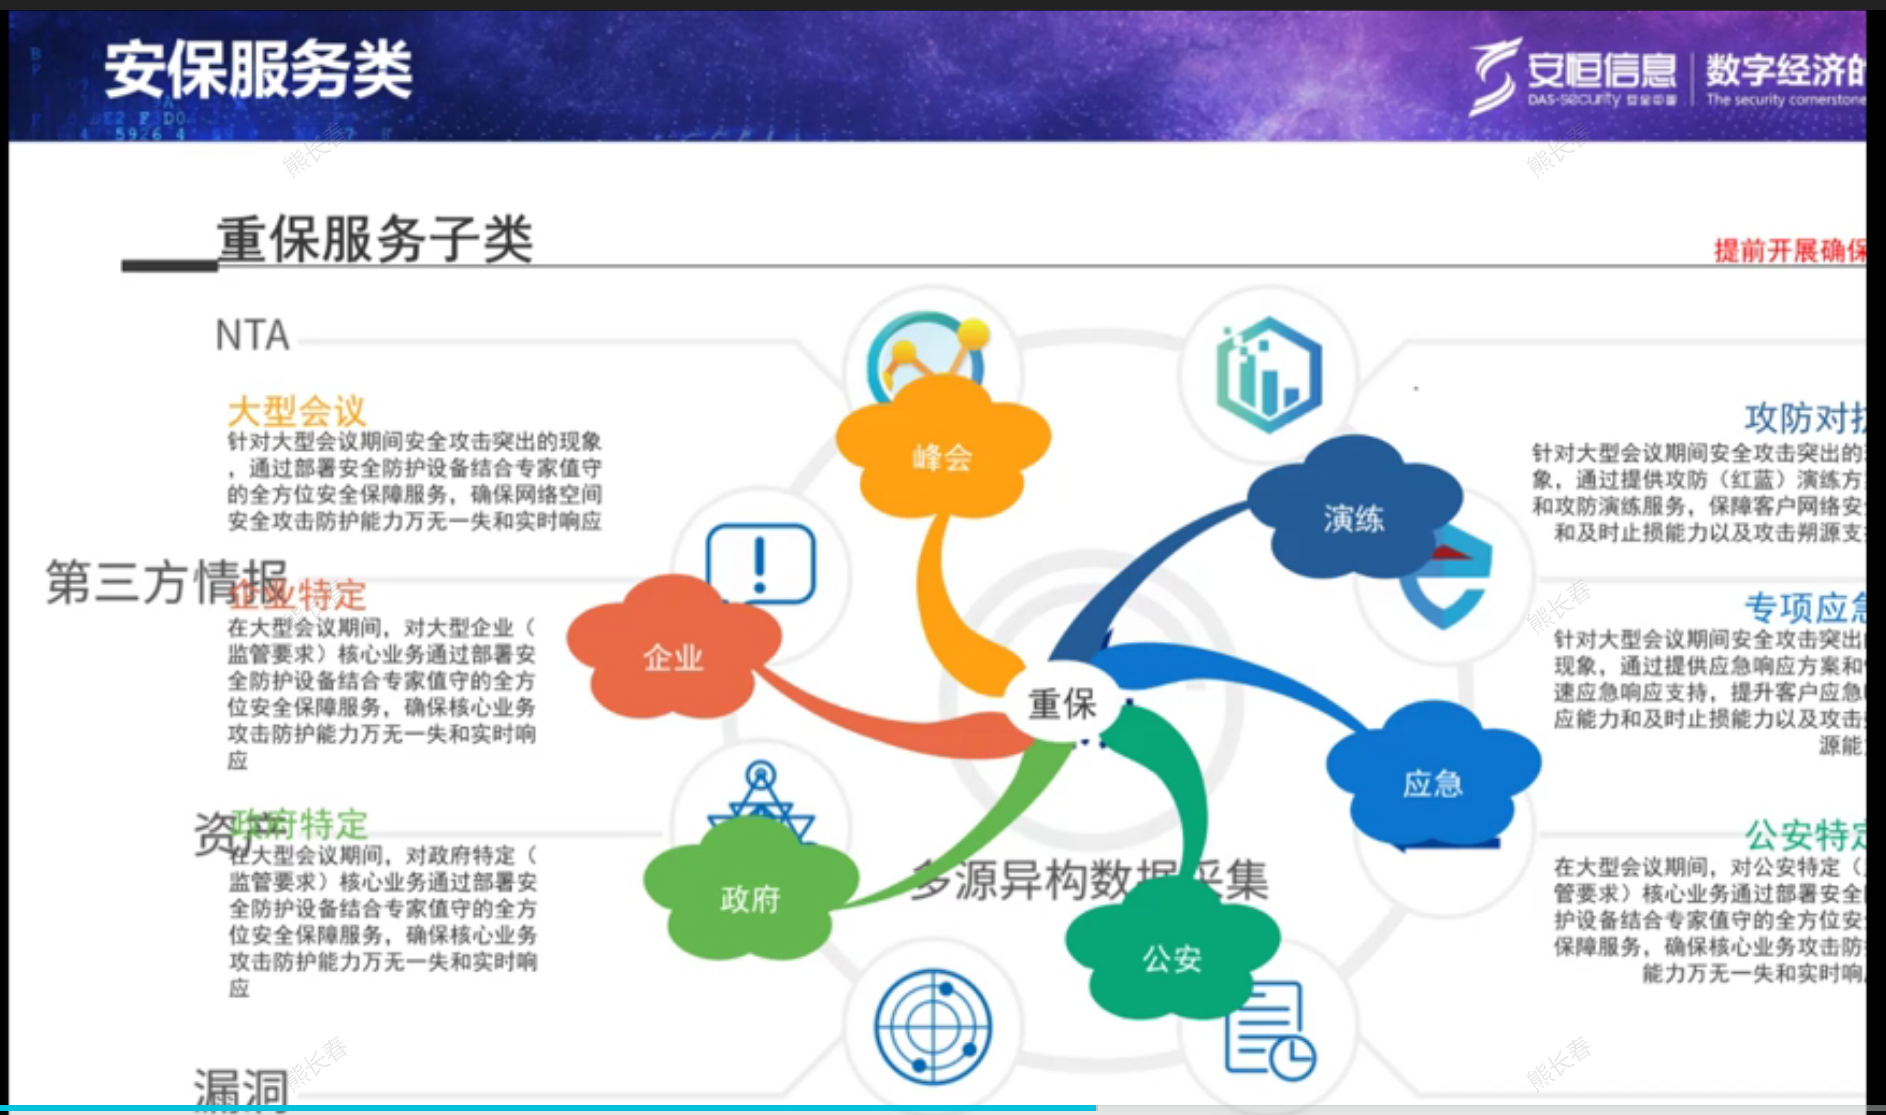 安保服务类
安恒信息
DAS-security 安全中国
数字经济的
The security cornerstone
重保服务子类
提前开展确保
NTA
大型会议
针对大型会议期间安全攻击突出的现象
，通过部署安全防护设备结合专家值守
的全方位安全保障服务，确保网络空间
安全攻击防护能力万无一失和实时响应
第三方情报
企业特定
在大型会议期间，对大型企业（
监管要求）核心业务通过部署安
全防护设备结合专家值守的全方
位安全保障服务，确保核心业务
攻击防护能力万无一失和实时响
应
资产
政府特定
在大型会议期间，对政府特定（
监管要求）核心业务通过部署安
全防护设备结合专家值守的全方
位安全保障服务，确保核心业务
攻击防护能力万无一失和实时响
应
漏洞
峰会
演练
企业
重保
应急
政府
多源异构数据采集
公安
攻防对抗
针对大型会议期间安全攻击突出的
象，通过提供攻防（红蓝）演练方
和攻防演练服务，保障客户网络安
和及时止损能力以及攻击朔源支
专项应急
针对大型会议期间安全攻击突出
现象，通过提供应急响应方案和
速应急响应支持，提升客户应急
应能力和及时止损能力以及攻击
源能
公安特定
在大型会议期间，对公安特定（
管要求）核心业务通过部署安全
护设备结合专家值守的全方位安
保障服务，确保核心业务攻击防
能力万无一失和实时响
熊长春
熊长春
熊长春
熊长春
熊长春
熊长春